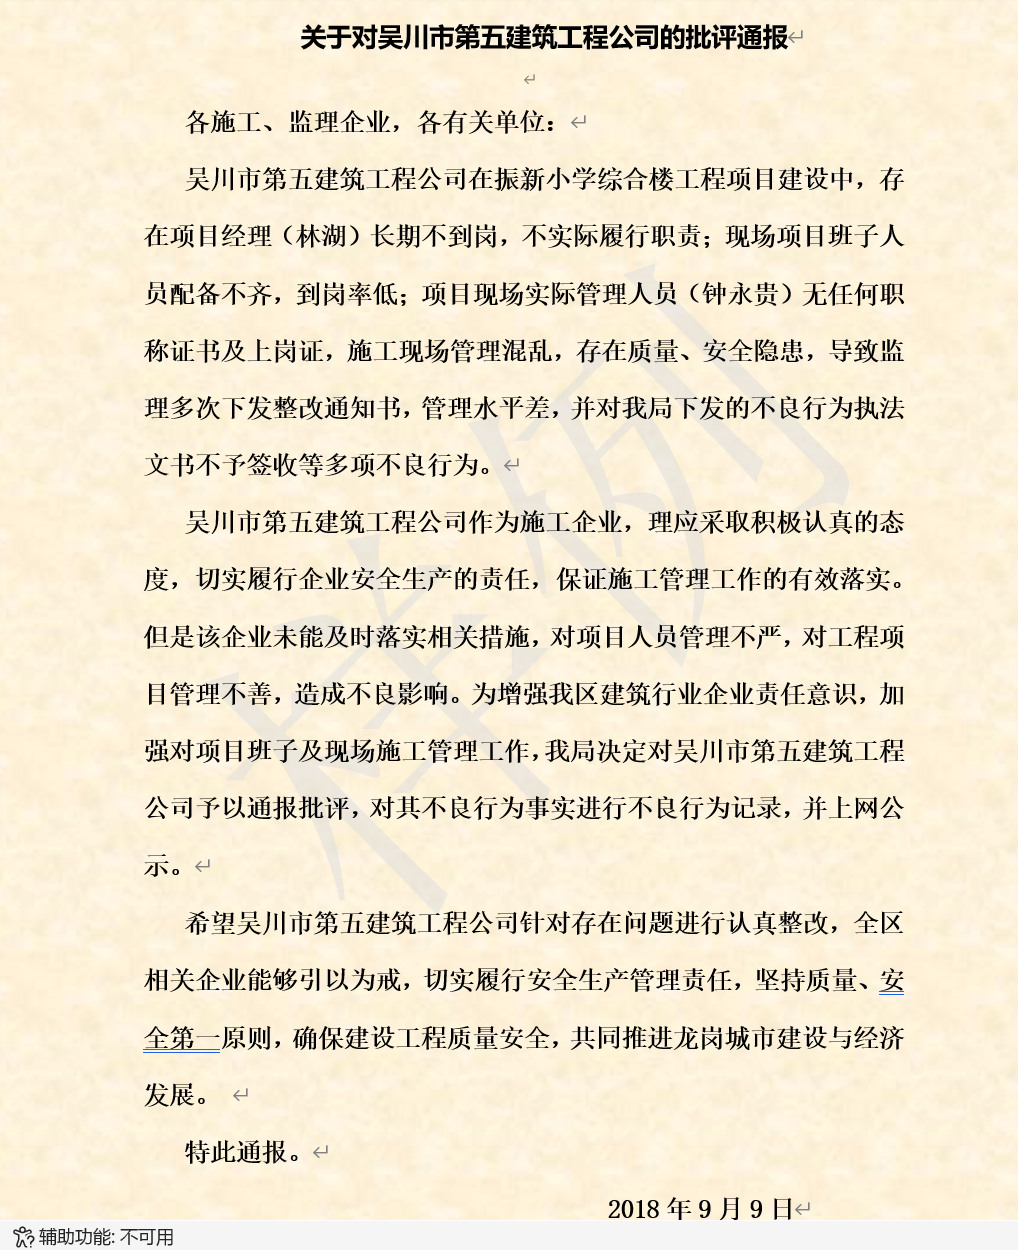 关于对吴川市第五建筑工程公司的批评通报
各施工、监理企业，各有关单位：
吴川市第五建筑工程公司在振新小学综合楼工程项目建设中，存
在项目经理（林湖）长期不到岗，不实际履行职责；现场项目班子人
员配备不齐，到岗率低；项目现场实际管理人员（钟永贵）无任何职
称证书及上岗证，施工现场管理混乱，存在质量、安全隐患，导致监
理多次下发整改通知书，管理水平差，并对我局下发的不良行为执法
文书不予签收等多项不良行为。
吴川市第五建筑工程公司作为施工企业，理应采取积极认真的态
度，切实履行企业安全生产的责任，保证施工管理工作的有效落实。
但是该企业未能及时落实相关措施，对项目人员管理不严，对工程项
目管理不善，造成不良影响。为增强我区建筑行业企业责任意识，加
强对项目班子及现场施工管理工作，我局决定对吴川市第五建筑工程
公司予以通报批评，对其不良行为事实进行不良行为记录，并上网公
示。
希望吴川市第五建筑工程公司针对存在问题进行认真整改，全区
相关企业能够引以为戒，切实履行安全生产管理责任，坚持质量、安
全第一原则，确保建设工程质量安全，共同推进龙岗城市建设与经济
发展。
特此通报。
2018 年 9 月 9 日
样例
辅助功能: 不可用